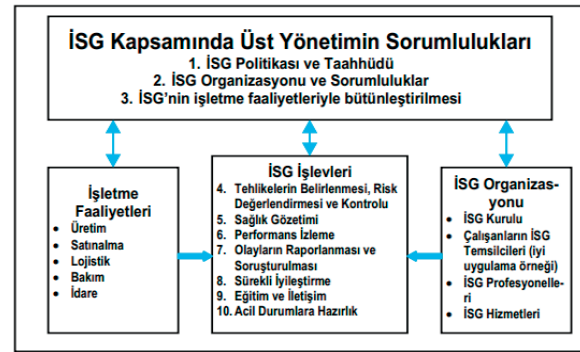 İSG Kapsamında Üst Yönetimin Sorumlulukları
1. İSG Politikası ve Taahhüdü
2. İSG Organizasyonu ve Sorumluluklar
3. İSG'nin işletme faaliyetleriyle bütünleştirilmesi
İşletme
Faaliyetleri
• Üretim
• Satınalma
• Lojistik
• Bakım
• İdare
İSG İşlevleri
4. Tehlikelerin Belirlenmesi, Risk
Değerlendirmesi ve Kontrolu
5. Sağlık Gözetimi
6. Performans İzleme
7. Olayların Raporlanması ve
Soruşturulması
8. Sürekli İyileştirme
9. Eğitim ve İletişim
10. Acil Durumlara Hazırlık
İSG Organizas-
yonu
• İSG Kurulu
• Çalışanların İSG
Temsilcileri (iyi
uygulama örneği)
• İSG Profesyonelle-
ri
• İSG Hizmetleri